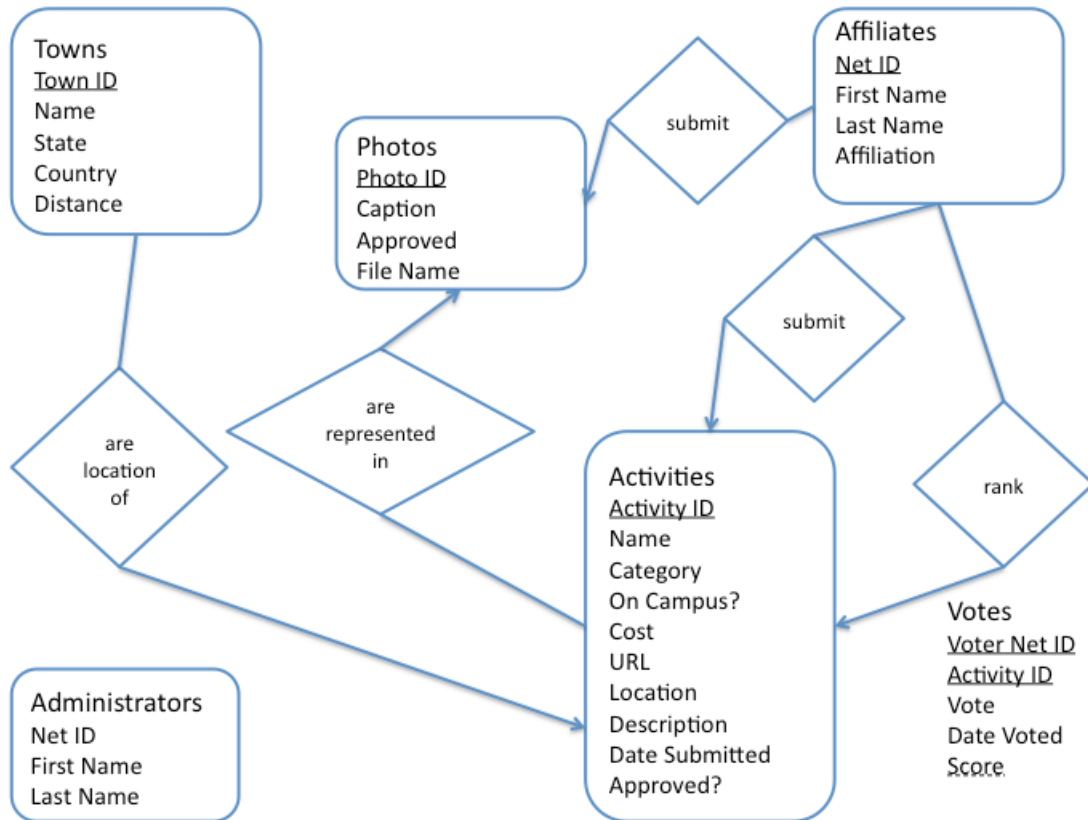 Towns
Town ID
Name
State
Country
Distance
Photos
Photo ID
Caption
Approved
File Name
submit
Affiliates
Net ID
First Name
Last Name
Affiliation
submit
are
location
of
are
represented
in
Activities
Activity ID
Name
Category
On Campus?
Cost
URL
Location
Description
Date Submitted
Approved?
rank
Votes
Voter Net ID
Activity ID
Vote
Date Voted
Score
Administrators
Net ID
First Name
Last Name